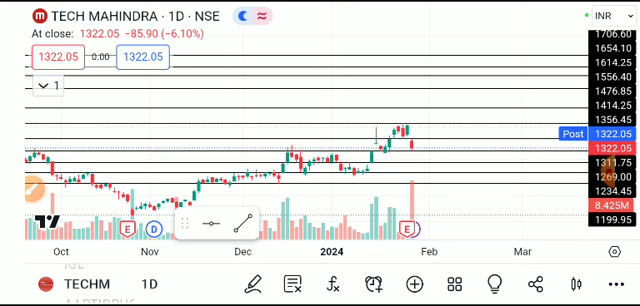 TECH MAHINDRA · 1D · NSE
INR
At close: 1322.05 −85.90 (−6.10%)
1322.05 0.00 1322.05
1
1706.60
1654.10
1614.25
1556.40
1476.85
1414.25
1356.45
Post 1322.05
1322.05
1311.75
1269.00
1234.45
8.425M
1199.95
E D E
Oct Nov Dec 2024 Feb Mar
TECHM 1D